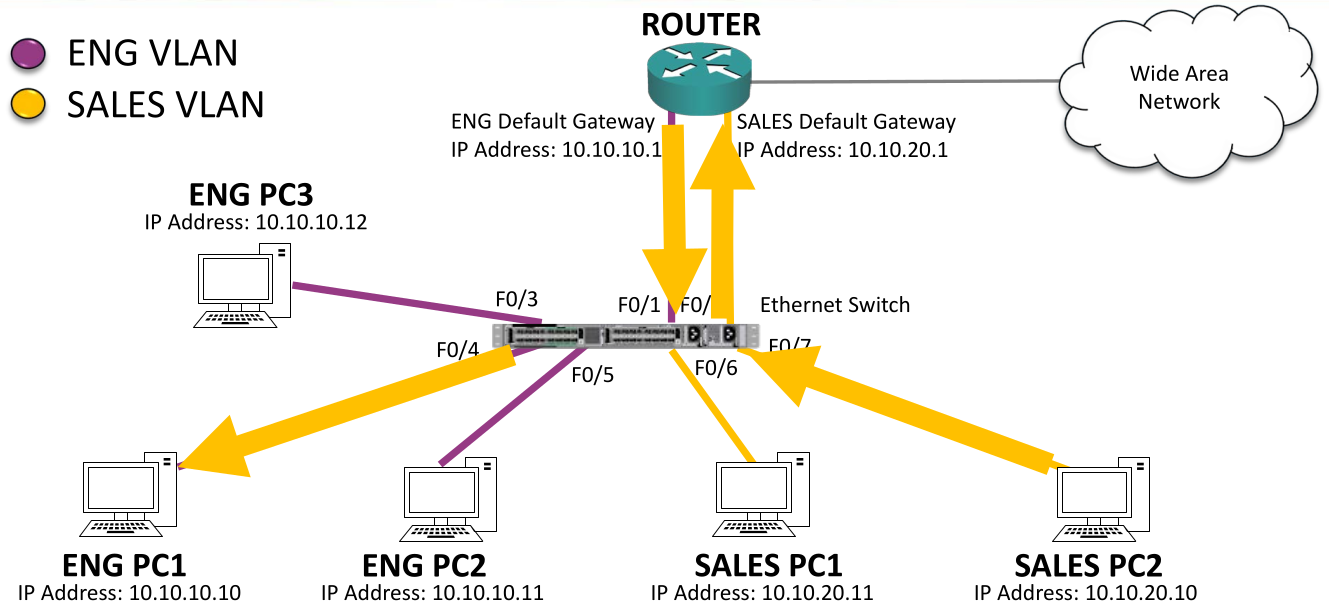 ROUTER
ENG VLAN
SALES VLAN
Wide Area
Network
ENG Default Gateway
IP Address: 10.10.10.1
SALES Default Gateway
IP Address: 10.10.20.1
ENG PC3
IP Address: 10.10.10.12
F0/3
F0/1
F0/
Ethernet Switch
F0/4
F0/5
F0/6
F0/7
ENG PC1
IP Address: 10.10.10.10
ENG PC2
IP Address: 10.10.10.11
SALES PC1
IP Address: 10.10.20.11
SALES PC2
IP Address: 10.10.20.10